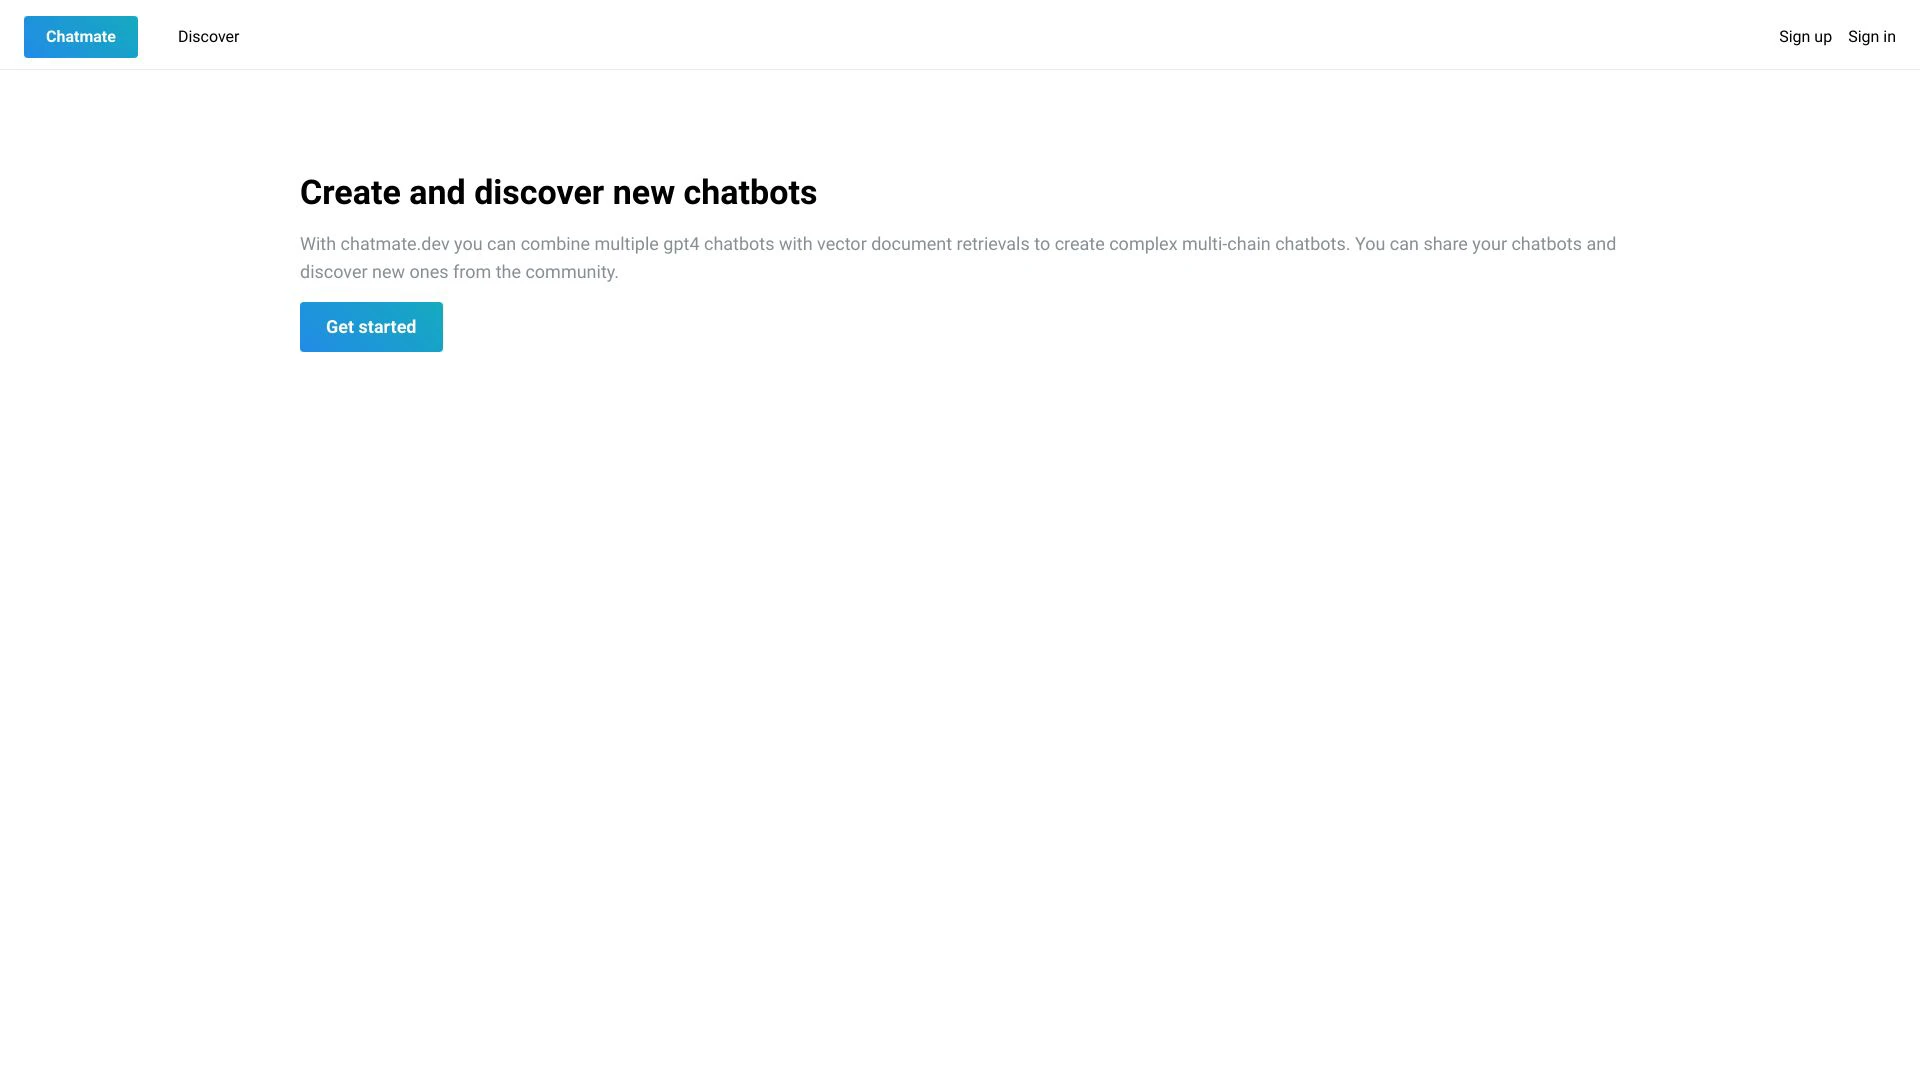 Chatmate
Discover
Sign up
Sign in
Create and discover new chatbots
With chatmate.dev you can combine multiple gpt4 chatbots with vector document retrievals to create complex multi-chain chatbots. You can share your chatbots and
discover new ones from the community.
Get started